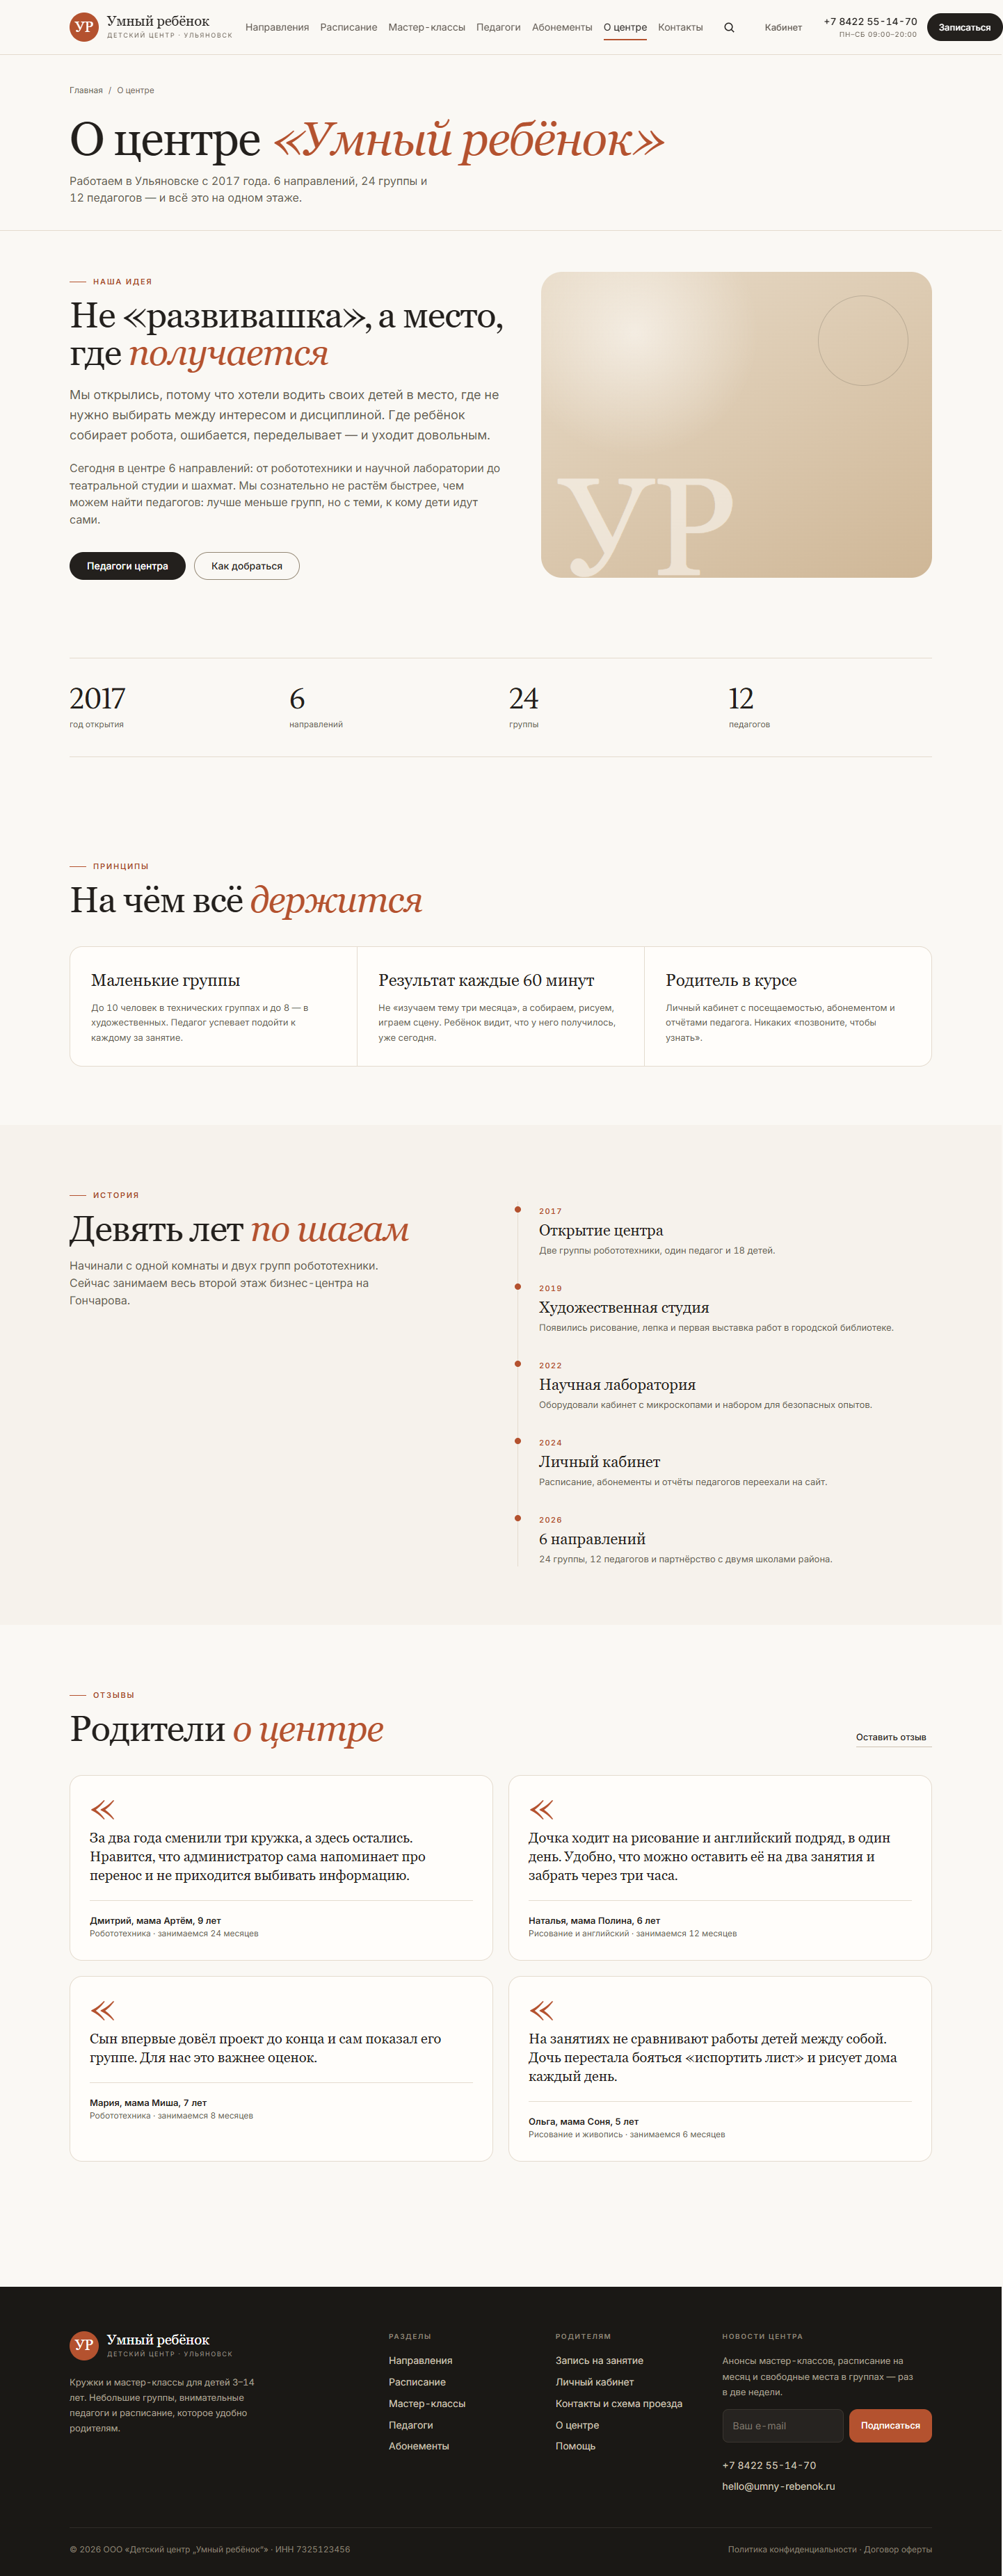 УР
Умный ребёнок
ДЕТСКИЙ ЦЕНТР · УЛЬЯНОВСК
Направления
Расписание
Мастер-классы
Педагоги
Абонементы
О центре
Контакты
Кабинет
+7 8422 55-14-70
ПН–СБ 09:00–20:00
Записаться
Главная / О центре
О центре «Умный ребёнок»
Работаем в Ульяновске с 2017 года. 6 направлений, 24 группы и
12 педагогов — и всё это на одном этаже.
НАША ИДЕЯ
Не «развивашка», а место,
где получается
Мы открылись, потому что хотели водить своих детей в место, где не
нужно выбирать между интересом и дисциплиной. Где ребёнок
собирает робота, ошибается, переделывает — и уходит довольным.
Сегодня в центре 6 направлений: от робототехники и научной лаборатории до
театральной студии и шахмат. Мы сознательно не растём быстрее, чем
можем найти педагогов: лучше меньше групп, но с теми, к кому дети идут
сами.
Педагоги центра
Как добраться
УР
2017
год открытия
6
направлений
24
группы
12
педагогов
ПРИНЦИПЫ
На чём всё держится
Маленькие группы
До 10 человек в технических группах и до 8 — в
художественных. Педагог успевает подойти к
каждому за занятие.
Результат каждые 60 минут
Не «изучаем тему три месяца», а собираем, рисуем,
играем сцену. Ребёнок видит, что у него получилось,
уже сегодня.
Родитель в курсе
Личный кабинет с посещаемостью, абонементом и
отчётами педагога. Никаких «позвоните, чтобы
узнать».
ИСТОРИЯ
Девять лет по шагам
Начинали с одной комнаты и двух групп робототехники.
Сейчас занимаем весь второй этаж бизнес-центра на
Гончарова.
2017
Открытие центра
Две группы робототехники, один педагог и 18 детей.
2019
Художественная студия
Появились рисование, лепка и первая выставка работ в городской библиотеке.
2022
Научная лаборатория
Оборудовали кабинет с микроскопами и набором для безопасных опытов.
2024
Личный кабинет
Расписание, абонементы и отчёты педагогов переехали на сайт.
2026
6 направлений
24 группы, 12 педагогов и партнёрство с двумя школами района.
ОТЗЫВЫ
Родители о центре
Оставить отзыв
«
За два года сменили три кружка, а здесь остались.
Нравится, что администратор сама напоминает про
перенос и не приходится выбивать информацию.
Дмитрий, мама Артём, 9 лет
Робототехника · занимаемся 24 месяцев
«
Дочка ходит на рисование и английский подряд, в один
день. Удобно, что можно оставить её на два занятия и
забрать через три часа.
Наталья, мама Полина, 6 лет
Рисование и английский · занимаемся 12 месяцев
«
Сын впервые довёл проект до конца и сам показал его
группе. Для нас это важнее оценок.
Мария, мама Миша, 7 лет
Робототехника · занимаемся 8 месяцев
«
На занятиях не сравнивают работы детей между собой.
Дочь перестала бояться «испортить лист» и рисует дома
каждый день.
Ольга, мама Соня, 5 лет
Рисование и живопись · занимаемся 6 месяцев
УР
Умный ребёнок
ДЕТСКИЙ ЦЕНТР · УЛЬЯНОВСК
Кружки и мастер-классы для детей 3–14
лет. Небольшие группы, внимательные
педагоги и расписание, которое удобно
родителям.
РАЗДЕЛЫ
Направления
Расписание
Мастер-классы
Педагоги
Абонементы
РОДИТЕЛЯМ
Запись на занятие
Личный кабинет
Контакты и схема проезда
О центре
Помощь
НОВОСТИ ЦЕНТРА
Анонсы мастер-классов, расписание на
месяц и свободные места в группах — раз
в две недели.
Ваш e-mail
Подписаться
+7 8422 55-14-70
hello@umny-rebenok.ru
© 2026 ООО «Детский центр „Умный ребёнок“» · ИНН 7325123456
Политика конфиденциальности · Договор оферты